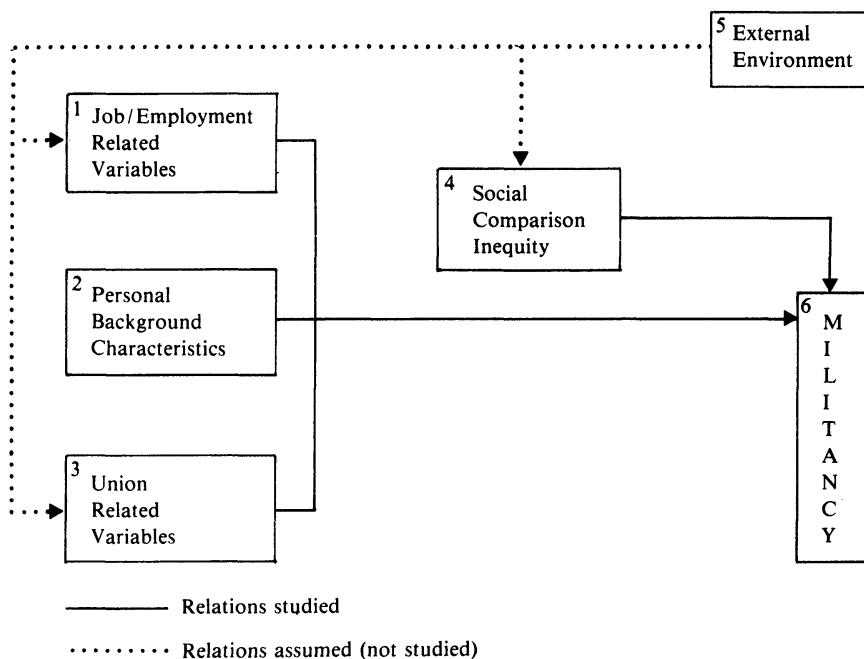 5 External
Environment
1 Job/Employment
Related
Variables
4 Social
Comparison
Inequity
2 Personal
Background
Characteristics
6 M
I
L
I
T
A
N
C
Y
3 Union
Related
Variables
Relations studied
Relations assumed (not studied)